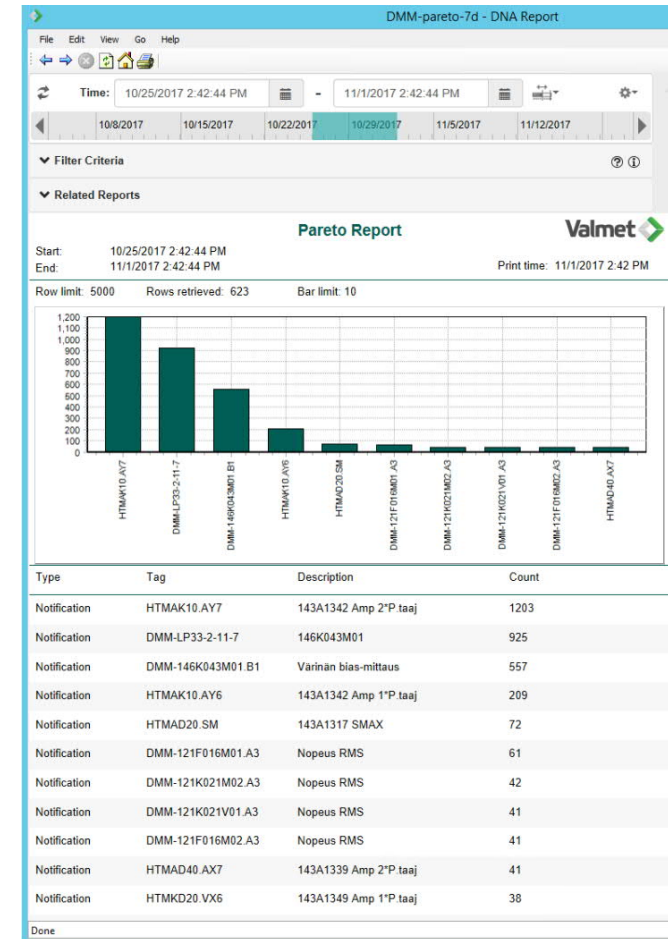 DMM-pareto-7d - DNA Report
File Edit View Go Help
Time: 10/25/2017 2:42:44 PM - 11/1/2017 2:42:44 PM
10/8/2017 10/15/2017 10/22/2017 10/29/2017 11/5/2017 11/12/2017
Filter Criteria
Related Reports
Pareto Report
Valmet
Start: 10/25/2017 2:42:44 PM
End: 11/1/2017 2:42:44 PM
Print time: 11/1/2017 2:42 PM
Row limit: 5000 Rows retrieved: 623 Bar limit: 10
1,200
1,100
1,000
900
800
700
600
500
400
300
200
100
0
HTMAK10.AY7
DMM-LP33-2-11-7
DMM-146K043M01.B1
HTMAK10.AY6
HTMAD20.SM
DMM-121F016M01.A3
DMM-121K021M02.A3
DMM-121K021V01.A3
DMM-121F016M02.A3
HTMAD40.AX7
Type Tag Description Count
Notification HTMAK10.AY7 143A1342 Amp 2*P.taaj 1203
Notification DMM-LP33-2-11-7 146K043M01 925
Notification DMM-146K043M01.B1 Värinän bias-mittaus 557
Notification HTMAK10.AY6 143A1342 Amp 1*P.taaj 209
Notification HTMAD20.SM 143A1317 SMAX 72
Notification DMM-121F016M01.A3 Nopeus RMS 61
Notification DMM-121K021M02.A3 Nopeus RMS 42
Notification DMM-121K021V01.A3 Nopeus RMS 41
Notification DMM-121F016M02.A3 Nopeus RMS 41
Notification HTMAD40.AX7 143A1339 Amp 2*P.taaj 41
Notification HTMKD20.VX6 143A1349 Amp 1*P.taaj 38
Done